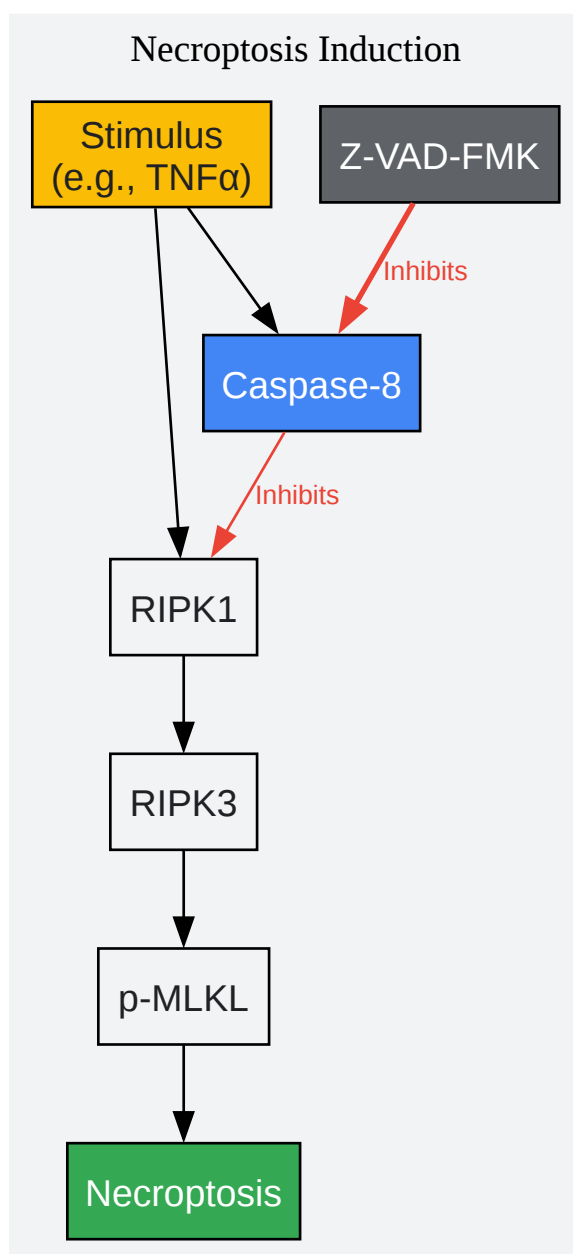 Necroptosis Induction
Stimulus
(e.g., TNFα)
Z-VAD-FMK
Inhibits
Caspase-8
Inhibits
RIPK1
RIPK3
p-MLKL
Necroptosis